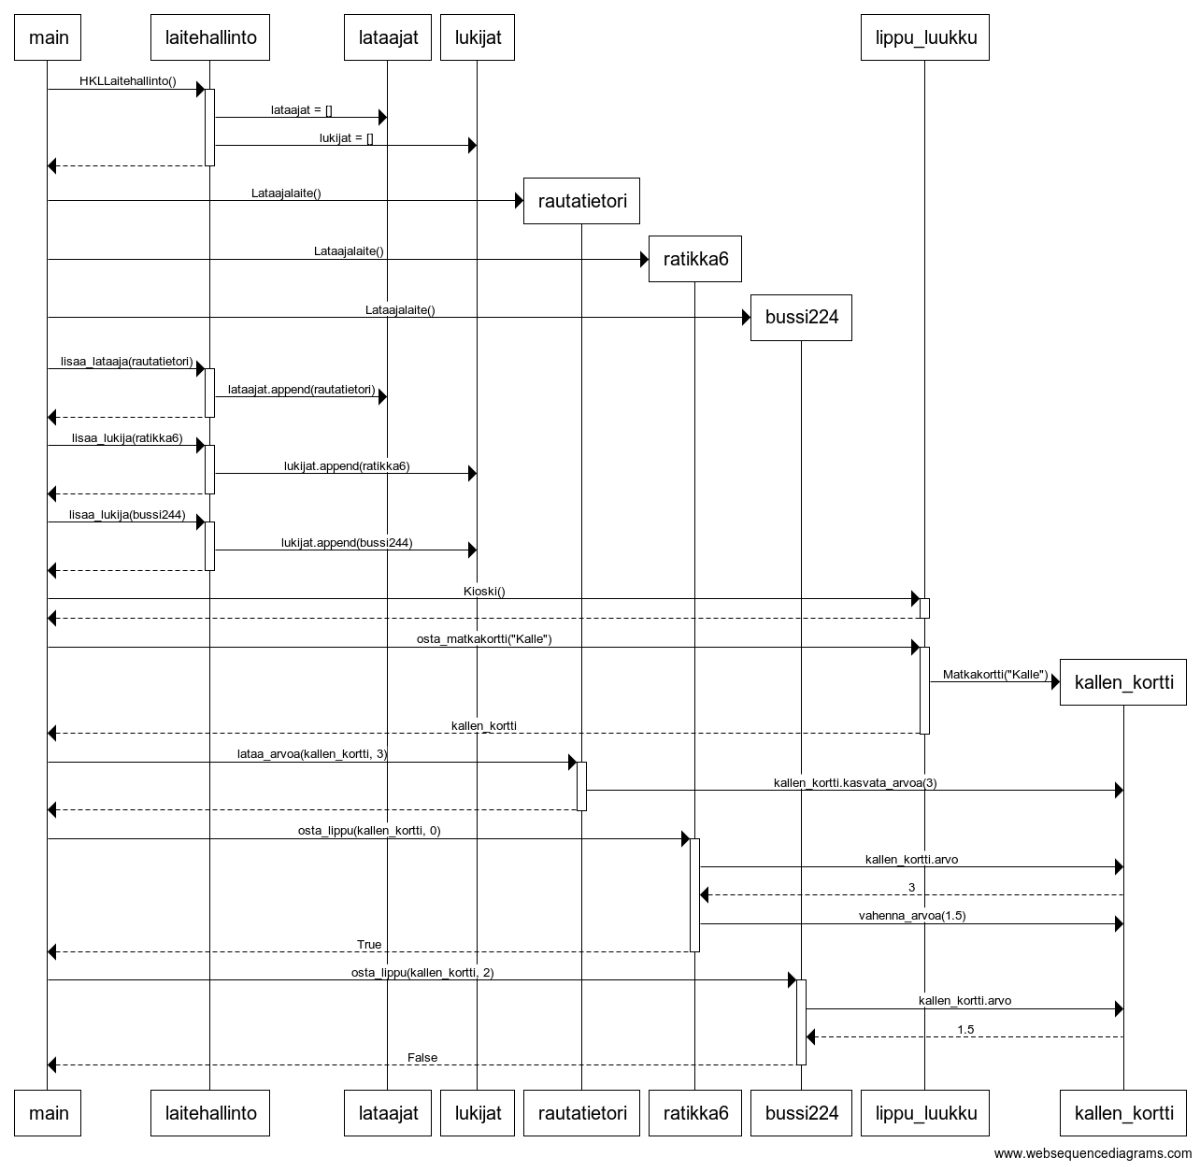 main
laitehallinto
lataajat
lukijat
lippu_luukku
HKLLaitehallinto()
lataajat = []
lukijat = []
Lataajalaite()
rautatietori
Lataajalaite()
ratikka6
Lataajalaite()
bussi224
lisaa_lataaja(rautatietori)
lataajat.append(rautatietori)
lisaa_lukija(ratikka6)
lukijat.append(ratikka6)
lisaa_lukija(bussi244)
lukijat.append(bussi244)
Kioski()
osta_matkakortti("Kalle")
Matkakortti("Kalle")
kallen_kortti
kallen_kortti
lataa_arvoa(kallen_kortti, 3)
kallen_kortti.kasvata_arvoa(3)
osta_lippu(kallen_kortti, 0)
kallen_kortti.arvo
3
vahenna_arvoa(1.5)
True
osta_lippu(kallen_kortti, 2)
kallen_kortti.arvo
1.5
False
main
laitehallinto
lataajat
lukijat
rautatietori
ratikka6
bussi224
lippu_luukku
kallen_kortti
www.websequencediagrams.com